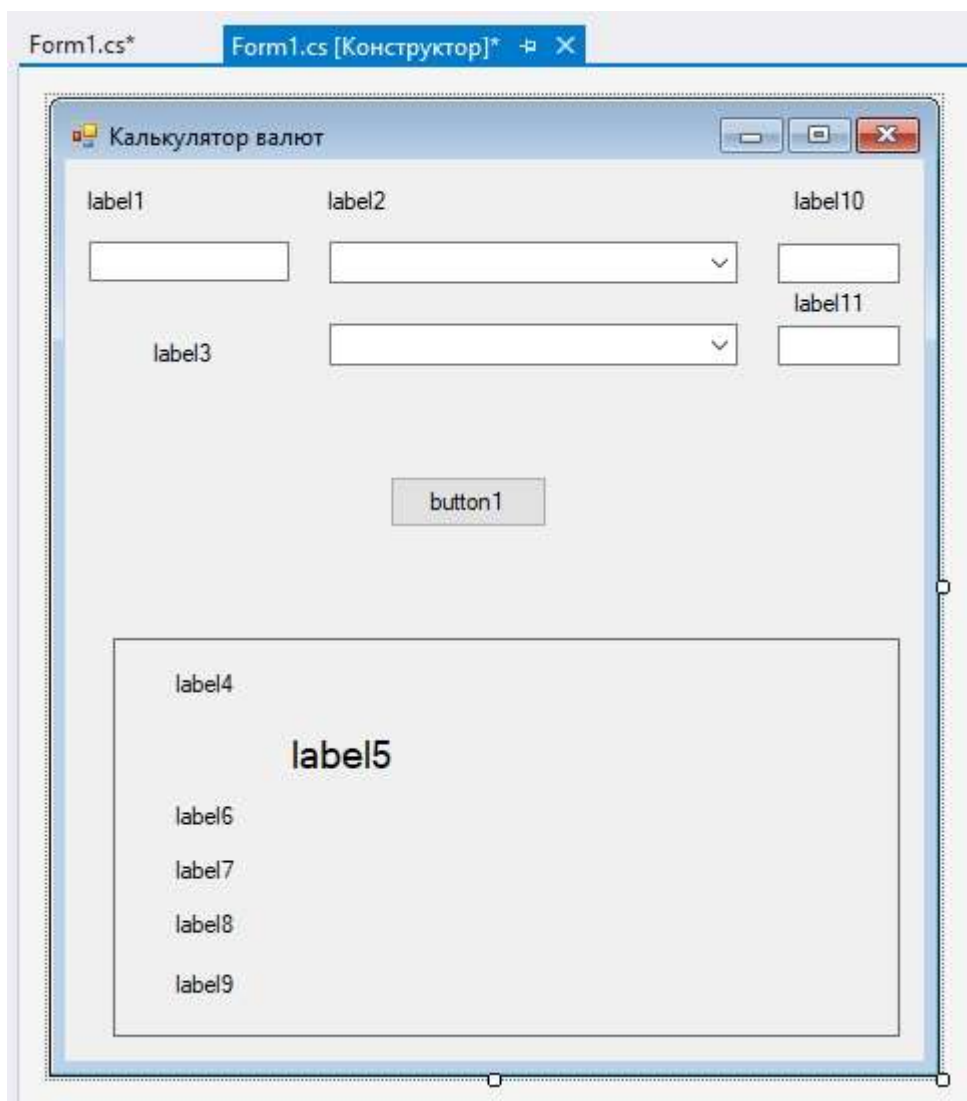 Form1.cs* Form1.cs [Конструктор]*
Калькулятор валют
label1 label2 label10
label11
label3
button1
label4
label5
label6
label7
label8
label9